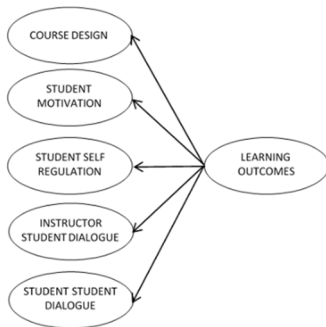 COURSE DESIGN
STUDENT
MOTIVATION
STUDENT SELF
REGULATION
LEARNING
OUTCOMES
INSTRUCTOR
STUDENT DIALOGUE
STUDENT STUDENT
DIALOGUE